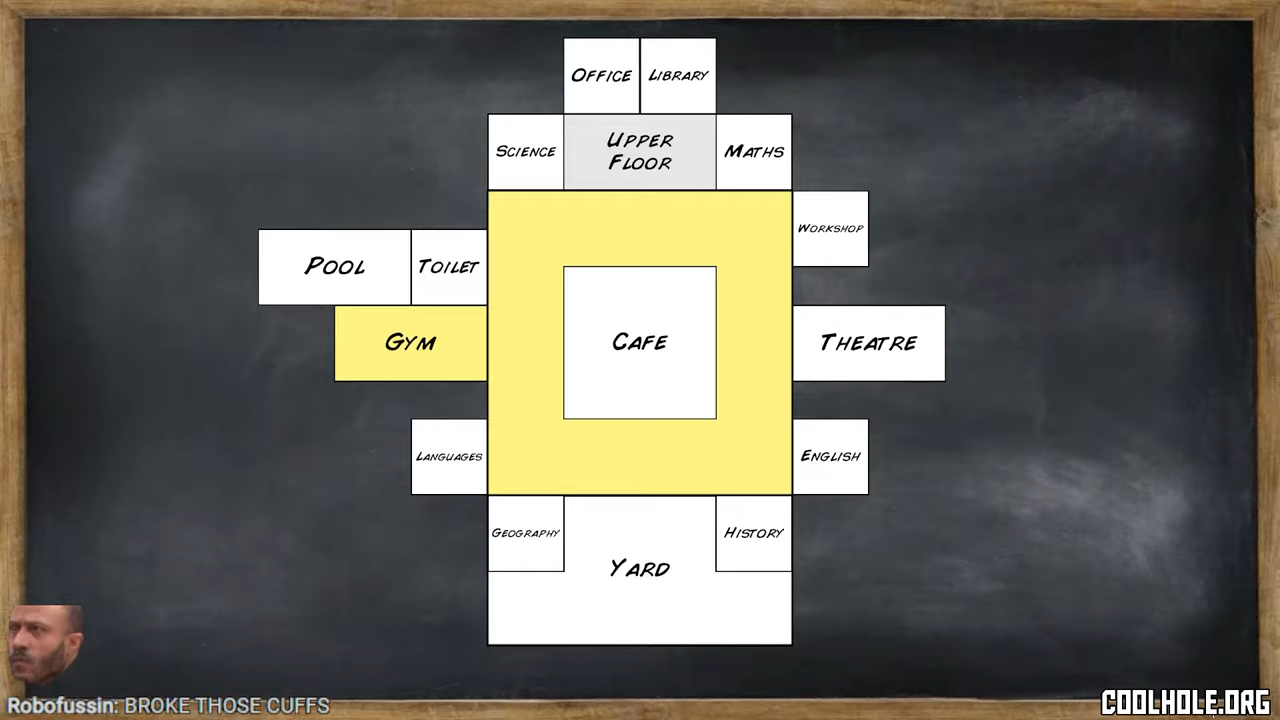 OFFICE
LIBRARY
SCIENCE
UPPER
FLOOR
MATHS
WORKSHOP
POOL
TOILET
GYM
CAFE
THEATRE
LANGUAGES
ENGLISH
GEOGRAPHY
HISTORY
YARD
Robofussin: BROKE THOSE CUFFS
COOLHOLE.ORG